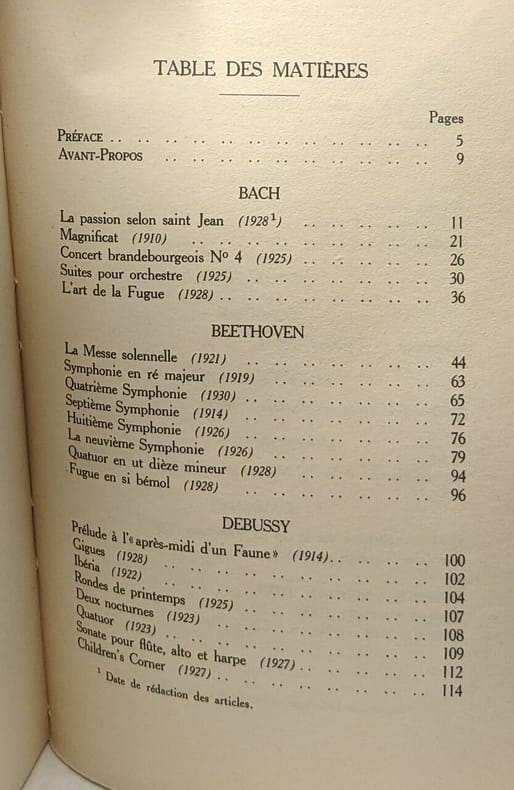 TABLE DES MATIÈRES
Pages
PRÉFACE .. .. .. .. .. .. .. .. .. .. .. .. 5
AVANT-PROPOS .. .. .. .. .. .. .. .. .. .. 9
BACH
La passion selon saint Jean (1928¹) .. .. .. .. .. 11
Magnificat (1910) .. .. .. .. .. .. .. .. .. 21
Concert brandebourgeois Nº 4 (1925) .. .. .. .. .. 26
Suites pour orchestre (1925) .. .. .. .. .. .. .. 30
L'art de la Fugue (1928) .. .. .. .. .. .. .. .. 36
BEETHOVEN
La Messe solennelle (1921) .. .. .. .. .. .. .. 44
Symphonie en ré majeur (1919) .. .. .. .. .. .. 63
Quatrième Symphonie (1930) .. .. .. .. .. .. .. 65
Septième Symphonie (1914) .. .. .. .. .. .. .. 72
Huitième Symphonie (1926) .. .. .. .. .. .. .. 76
La neuvième Symphonie (1926) .. .. .. .. .. .. 79
Quatuor en ut dièze mineur (1928) .. .. .. .. .. 94
Fugue en si bémol (1928) .. .. .. .. .. .. .. 96
DEBUSSY
Prélude à l'« après-midi d'un Faune » (1914) .. .. .. .. 100
Gigues (1928) .. .. .. .. .. .. .. .. .. 102
Ibéria (1922) .. .. .. .. .. .. .. .. .. 104
Rondes de printemps (1925) .. .. .. .. .. .. .. 107
Deux nocturnes (1923) .. .. .. .. .. .. .. .. 108
Quatuor (1923) .. .. .. .. .. .. .. .. .. 109
Sonate pour flûte, alto et harpe (1927) .. .. .. .. .. 112
Children's Corner (1927) .. .. .. .. .. .. .. .. 114
¹ Date de rédaction des articles.